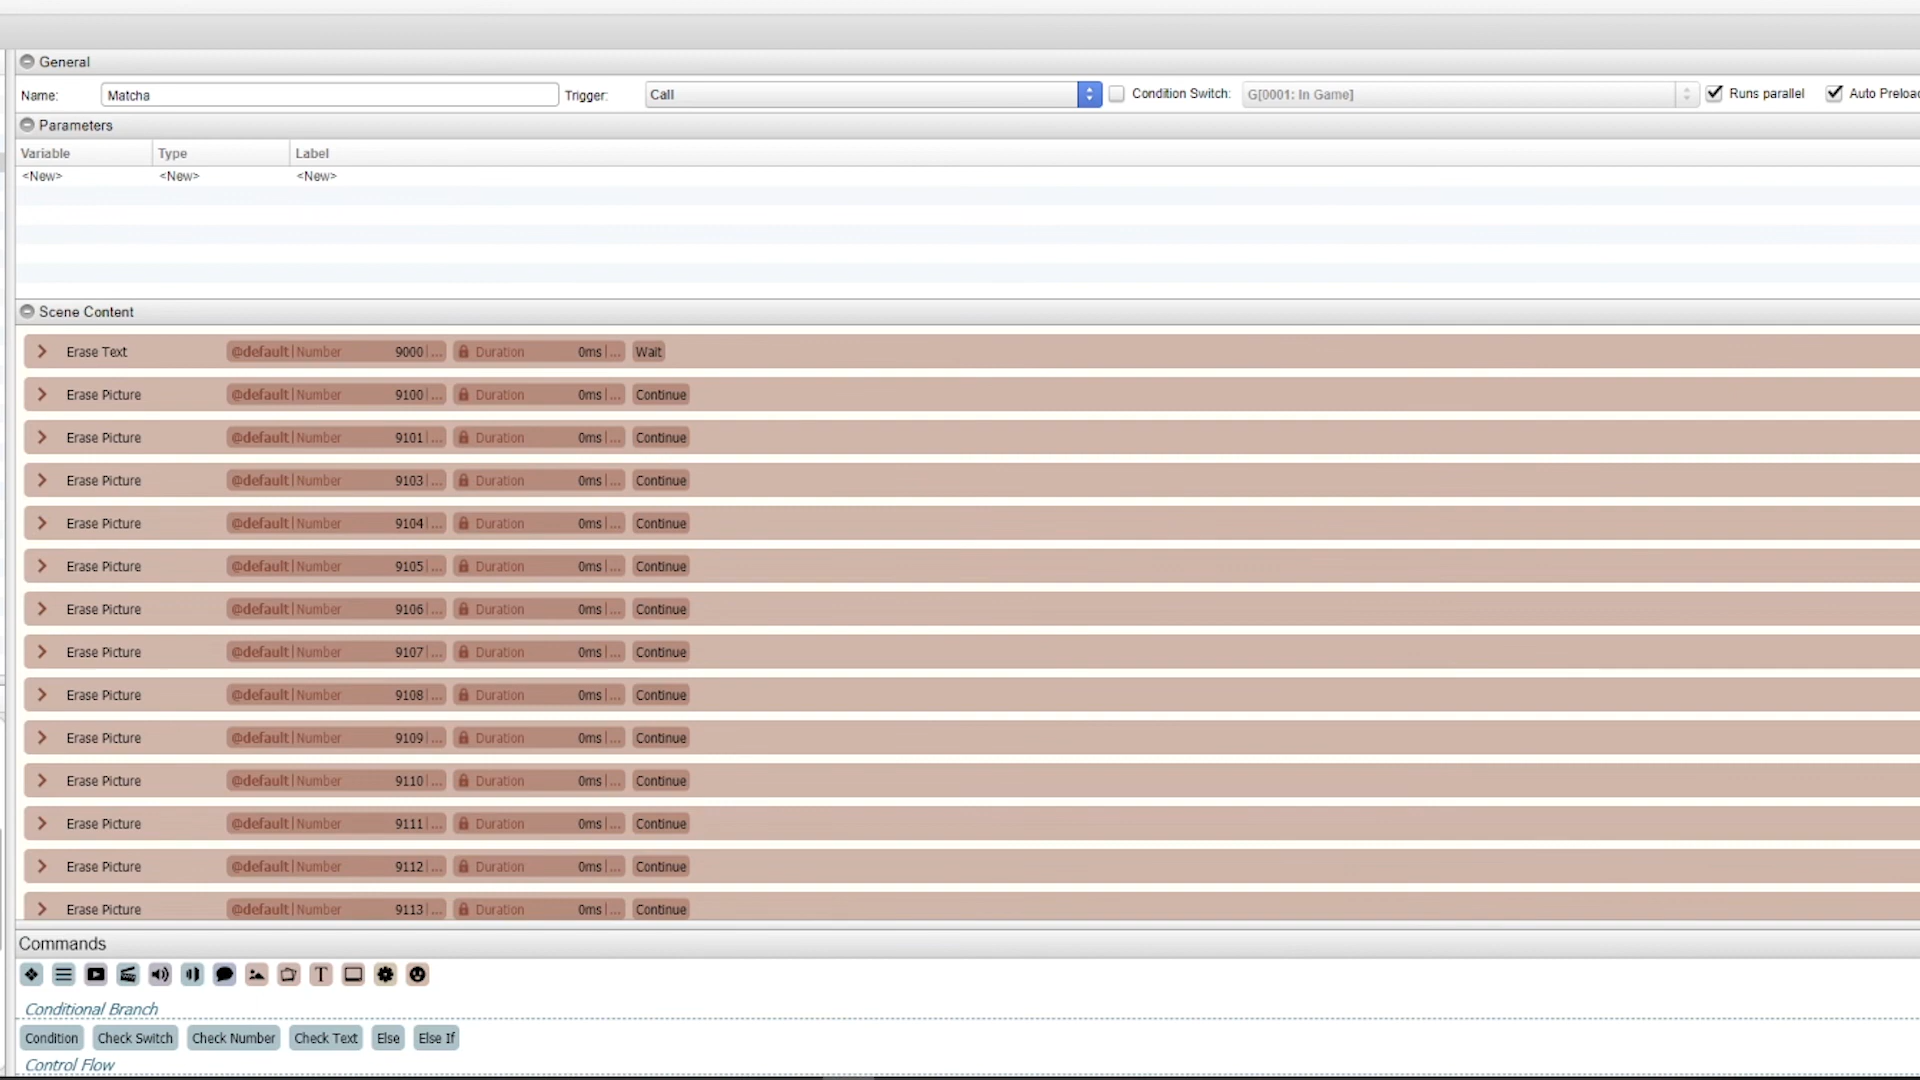 General
Name: Matcha Trigger: Call Condition Switch: G[0001: In Game] Runs parallel Auto Preload
Parameters
Variable Type Label
<New> <New> <New>
Scene Content
Erase Text @default|Number 9000|... Duration 0ms|... Wait
Erase Picture @default|Number 9100|... Duration 0ms|... Continue
Erase Picture @default|Number 9101|... Duration 0ms|... Continue
Erase Picture @default|Number 9103|... Duration 0ms|... Continue
Erase Picture @default|Number 9104|... Duration 0ms|... Continue
Erase Picture @default|Number 9105|... Duration 0ms|... Continue
Erase Picture @default|Number 9106|... Duration 0ms|... Continue
Erase Picture @default|Number 9107|... Duration 0ms|... Continue
Erase Picture @default|Number 9108|... Duration 0ms|... Continue
Erase Picture @default|Number 9109|... Duration 0ms|... Continue
Erase Picture @default|Number 9110|... Duration 0ms|... Continue
Erase Picture @default|Number 9111|... Duration 0ms|... Continue
Erase Picture @default|Number 9112|... Duration 0ms|... Continue
Erase Picture @default|Number 9113|... Duration 0ms|... Continue
Commands
T
Conditional Branch
Condition Check Switch Check Number Check Text Else Else If
Control Flow